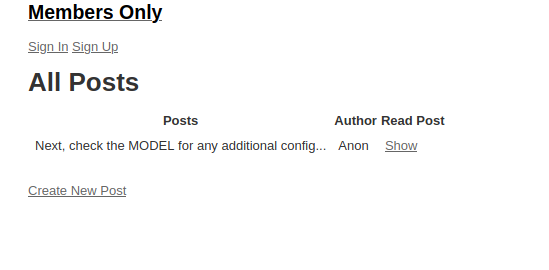 Members Only
Sign In Sign Up
All Posts
Posts Author Read Post
Next, check the MODEL for any additional config... Anon Show
Create New Post